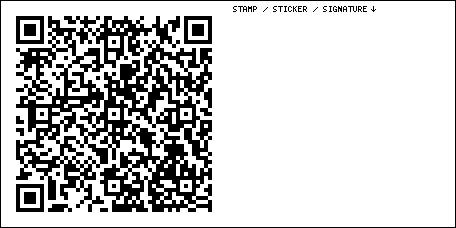 STAMP / STICKER / SIGNATURE ↓